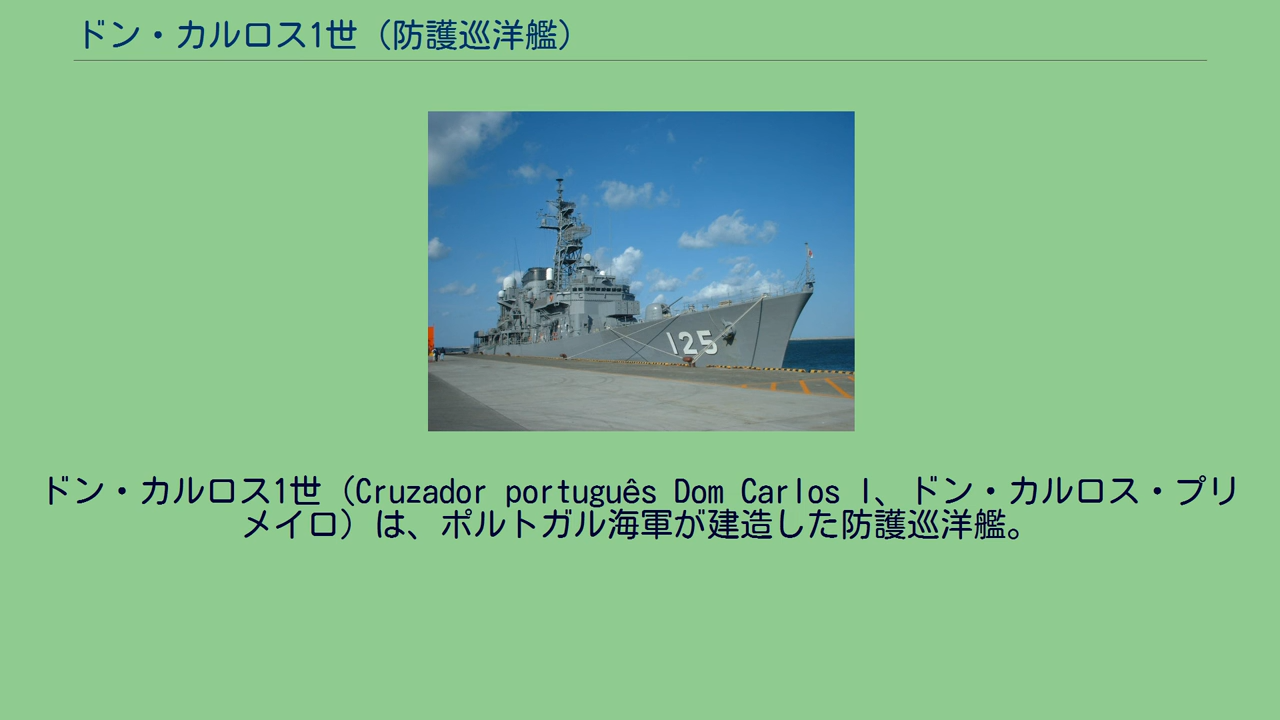 ドン・カルロス1世（防護巡洋艦）
125
ドン・カルロス1世（Cruzador português Dom Carlos I、ドン・カルロス・プリ
メイロ）は、ポルトガル海軍が建造した防護巡洋艦。